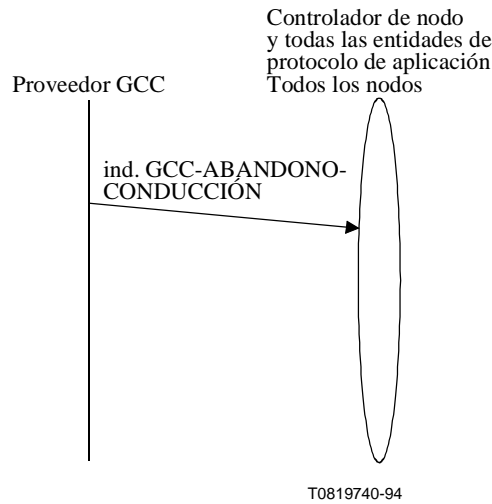 Controlador de nodo
y todas las entidades de
protocolo de aplicación
Proveedor GCC
Todos los nodos
ind. GCC-ABANDONO-
CONDUCCIÓN
T0819740-94